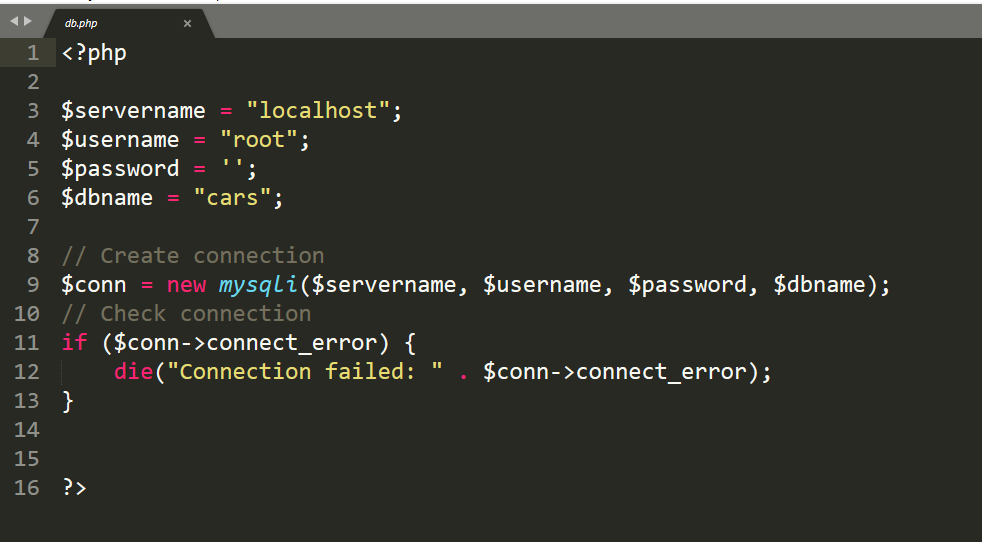 db.php ×
1 <?php
2
3 $servername = "localhost";
4 $username = "root";
5 $password = '';
6 $dbname = "cars";
7
8 // Create connection
9 $conn = new mysqli($servername, $username, $password, $dbname);
10 // Check connection
11 if ($conn->connect_error) {
12     die("Connection failed: " . $conn->connect_error);
13 }
14
15
16 ?>